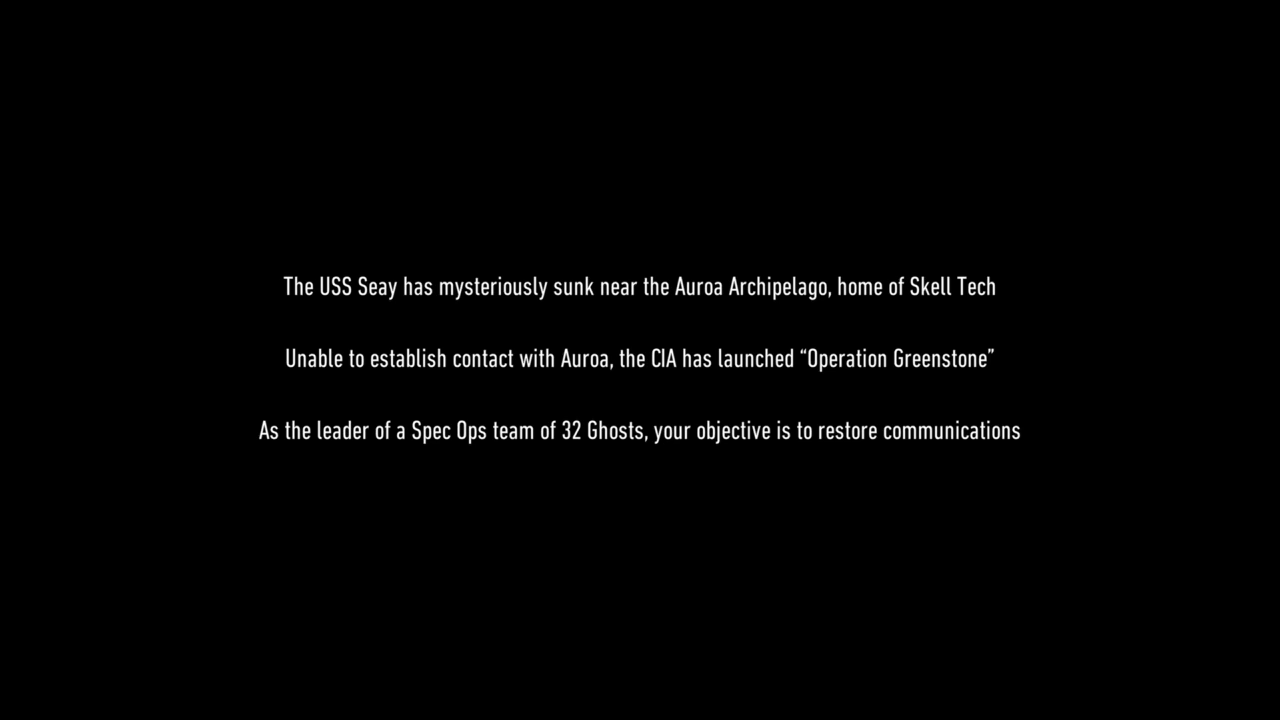 The USS Seay has mysteriously sunk near the Auroa Archipelago, home of Skell Tech
Unable to establish contact with Auroa, the CIA has launched “Operation Greenstone”
As the leader of a Spec Ops team of 32 Ghosts, your objective is to restore communications